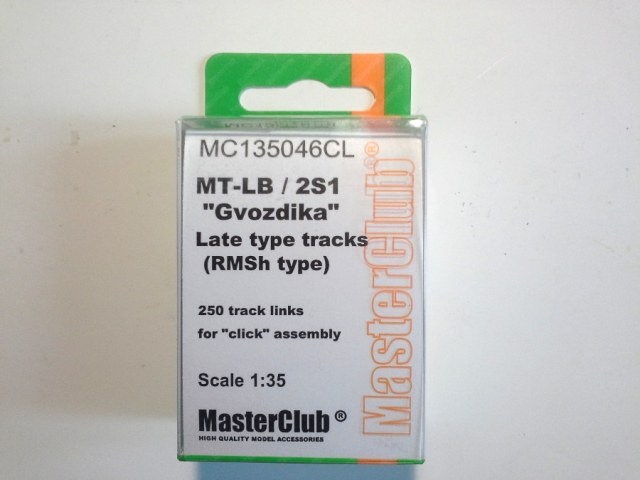 MC135046CL
MT-LB / 2S1
"Gvozdika"
Late type tracks
(RMSh type)
250 track links
for "click" assembly
Scale 1:35
MasterClub ®
HIGH QUALITY MODEL ACCESSORIES
MasterClub®